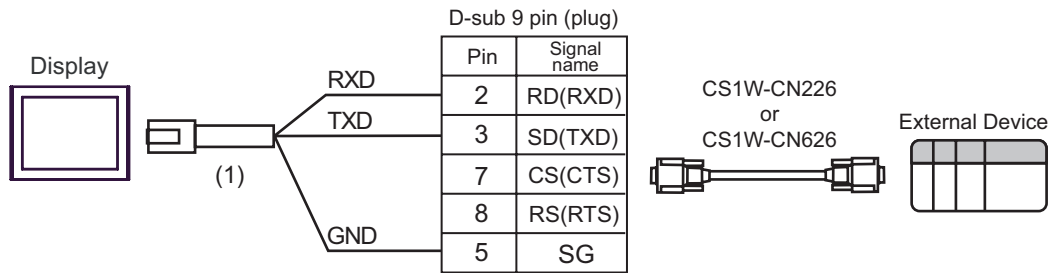 D-sub 9 pin (plug)
Display
Pin
Signal
name
RXD
2
RD(RXD)
TXD
3
SD(TXD)
7
CS(CTS)
8
RS(RTS)
GND
5
SG
(1)
CS1W-CN226
or
CS1W-CN626
External Device